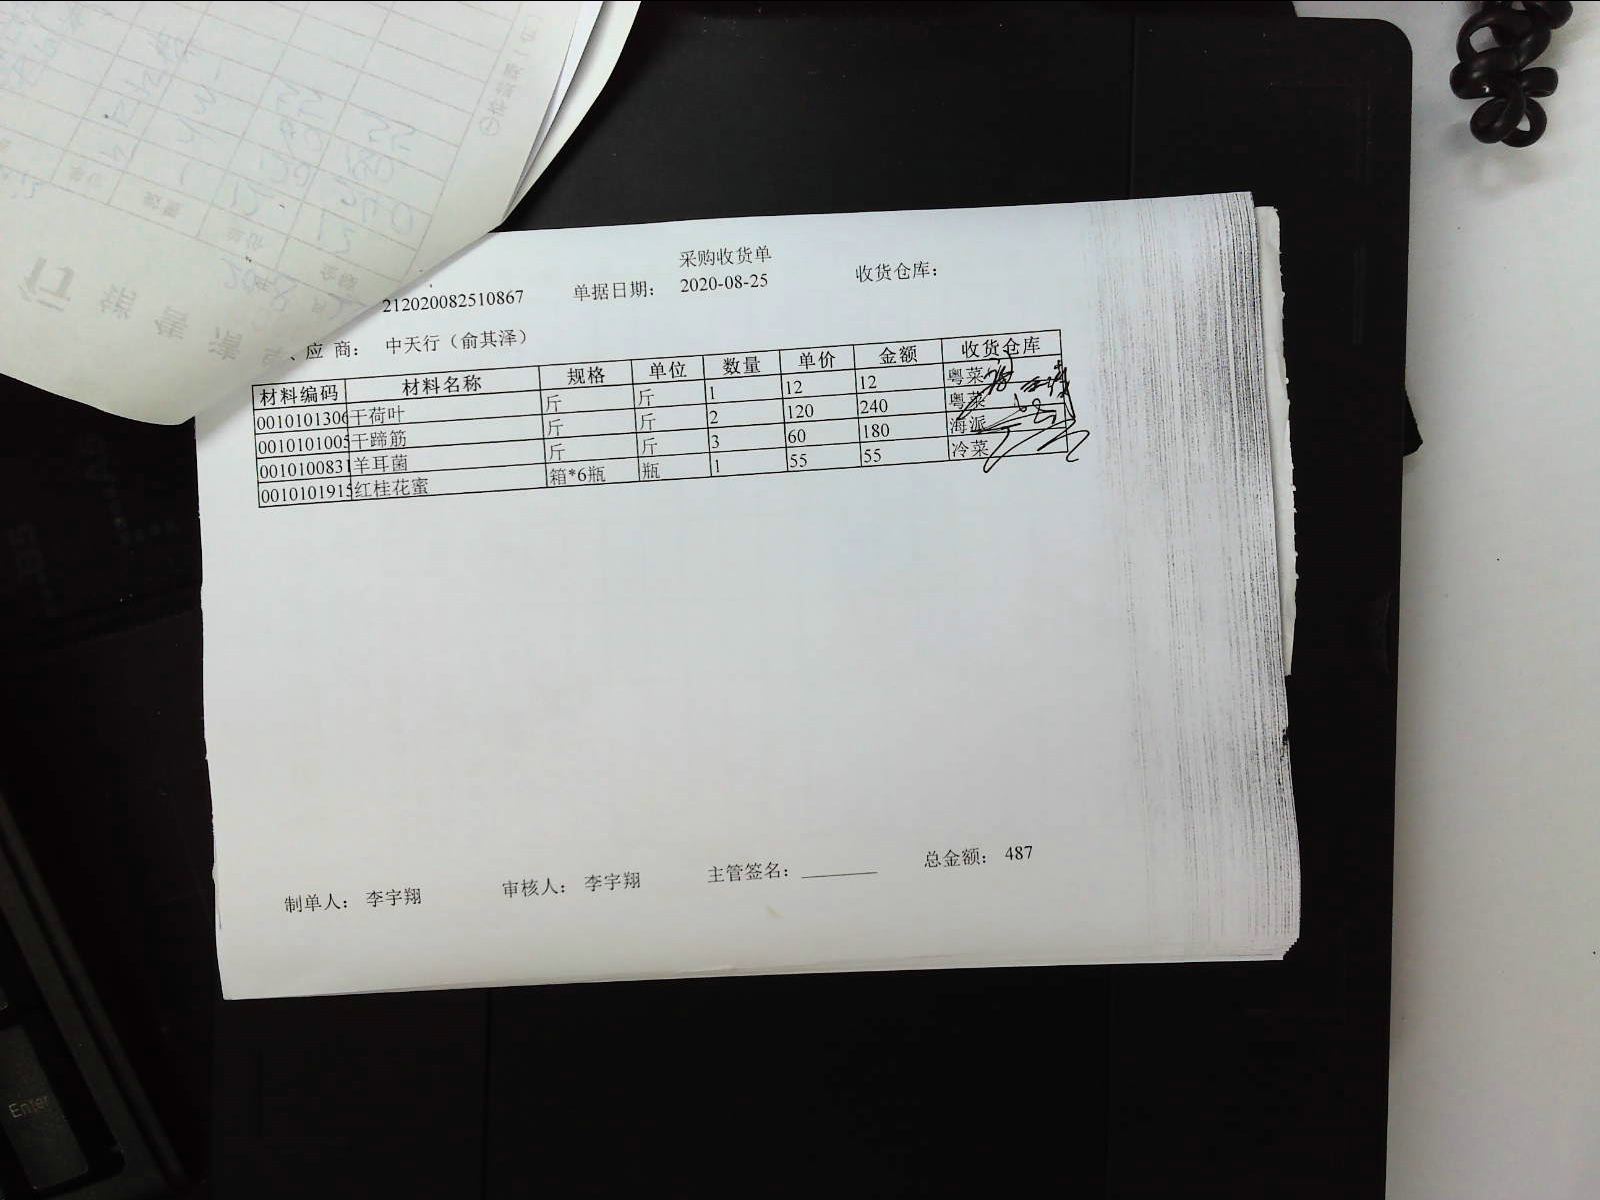 采购收货单
212020082510867 单据日期： 2020-08-25 收货仓库：
应 商： 中天行（俞其泽）
材料编码 材料名称 规格 单位 数量 单价 金额 收货仓库
0010101306 干荷叶 斤 斤 1 12 12 粤菜
0010101005 干蹄筋 斤 斤 2 120 240 粤菜
0010100831 羊耳菌 斤 斤 3 60 180 海派
0010101915 红桂花蜜 箱*6瓶 瓶 1 55 55 冷菜
制单人： 李宇翔 审核人： 李宇翔 主管签名： 总金额： 487
Enter